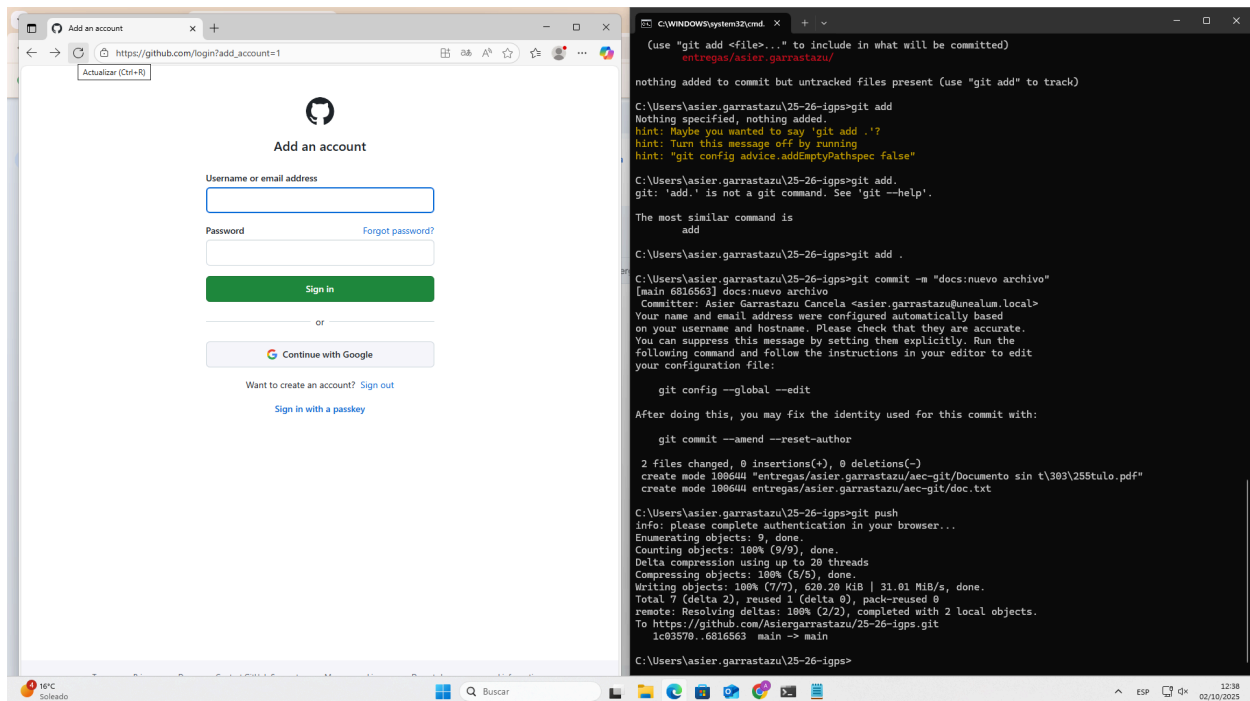 Add an account
https://github.com/login?add_account=1
Actualizar (Ctrl+R)
Add an account
Username or email address
Password
Forgot password?
Sign in
or
Continue with Google
Want to create an account? Sign out
Sign in with a passkey
C:\WINDOWS\system32\cmd.
(use "git add <file>..." to include in what will be committed)
entregas/asier.garrastazu/
nothing added to commit but untracked files present (use "git add" to track)
C:\Users\asier.garrastazu\25-26-igps>git add
Nothing specified, nothing added.
hint: Maybe you wanted to say 'git add .'?
hint: Turn this message off by running
hint: "git config advice.addEmptyPathspec false"
C:\Users\asier.garrastazu\25-26-igps>git add.
git: 'add.' is not a git command. See 'git --help'.
The most similar command is
add
C:\Users\asier.garrastazu\25-26-igps>git add .
C:\Users\asier.garrastazu\25-26-igps>git commit -m "docs:nuevo archivo"
[main 6816563] docs:nuevo archivo
Committer: Asier Garrastazu Cancela <asier.garrastazu@unealum.local>
Your name and email address were configured automatically based
on your username and hostname. Please check that they are accurate.
You can suppress this message by setting them explicitly. Run the
following command and follow the instructions in your editor to edit
your configuration file:
git config --global --edit
After doing this, you may fix the identity used for this commit with:
git commit --amend --reset-author
2 files changed, 0 insertions(+), 0 deletions(-)
create mode 100644 "entregas/asier.garrastazu/aec-git/Documento sin t\303\255tulo.pdf"
create mode 100644 entregas/asier.garrastazu/aec-git/doc.txt
C:\Users\asier.garrastazu\25-26-igps>git push
info: please complete authentication in your browser...
Enumerating objects: 9, done.
Counting objects: 100% (9/9), done.
Delta compression using up to 20 threads
Compressing objects: 100% (5/5), done.
Writing objects: 100% (7/7), 620.20 KiB | 31.01 MiB/s, done.
Total 7 (delta 2), reused 1 (delta 0), pack-reused 0
remote: Resolving deltas: 100% (2/2), completed with 2 local objects.
To https://github.com/Asiergarrastazu/25-26-igps.git
1c03570..6816563  main -> main
C:\Users\asier.garrastazu\25-26-igps>
4
16°C
Soleado
Buscar
ESP
12:38
02/10/2025